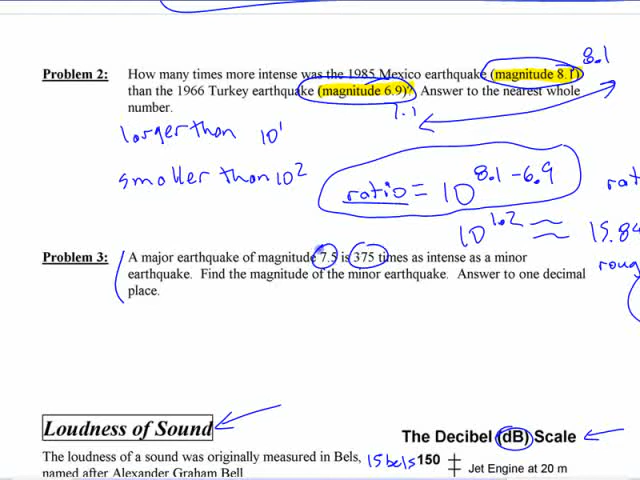 8.1
Problem 2: How many times more intense was the 1985 Mexico earthquake (magnitude 8.1)
than the 1966 Turkey earthquake (magnitude 6.9)? Answer to the nearest whole
number.
7.1
larger than 10^1
smaller than 10^2
ratio = 10^8.1-6.9
10^1.2 ≈ 15.84
Problem 3: A major earthquake of magnitude 7.5 is 375 times as intense as a minor
earthquake. Find the magnitude of the minor earthquake. Answer to one decimal
place.
Loudness of Sound
The Decibel (dB) Scale
The loudness of a sound was originally measured in Bels,
named after Alexander Graham Bell
15 bels 150
Jet Engine at 20 m